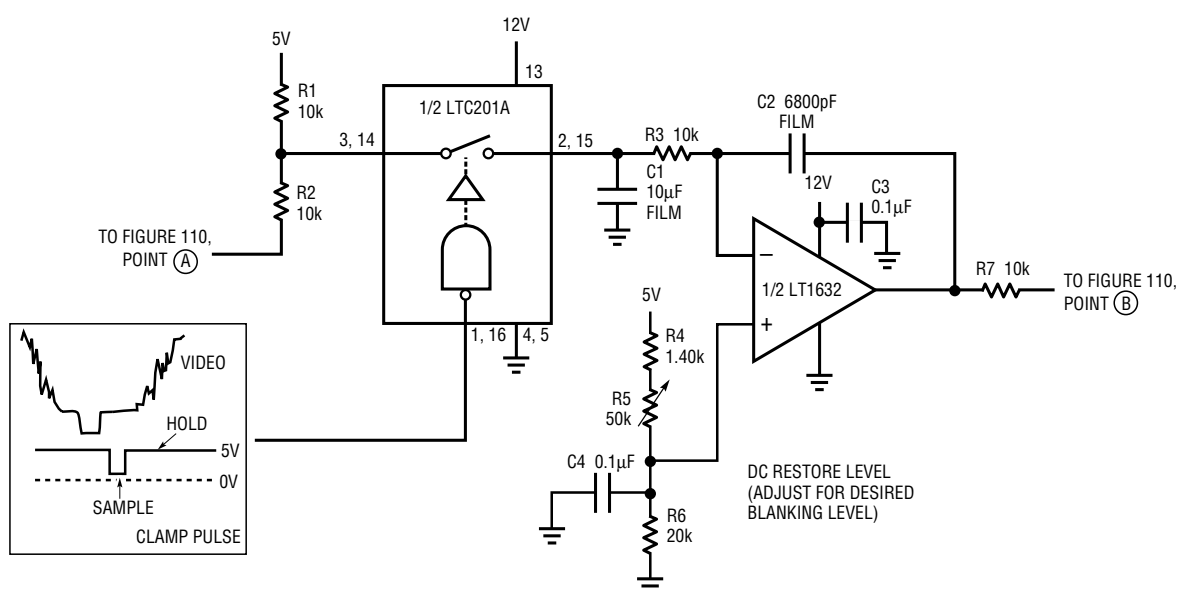 12V
5V
13
R1
10k
1/2 LTC201A
C2 6800pF
FILM
3, 14
2, 15
R3 10k
C1
10µF
FILM
12V
C3
0.1µF
R2
10k
TO FIGURE 110,
POINT A
−
+
1/2 LT1632
R7 10k
TO FIGURE 110,
POINT B
1, 16
4, 5
5V
R4
1.40k
R5
50k
C4 0.1µF
R6
20k
DC RESTORE LEVEL
(ADJUST FOR DESIRED
BLANKING LEVEL)
VIDEO
HOLD
5V
0V
SAMPLE
CLAMP PULSE